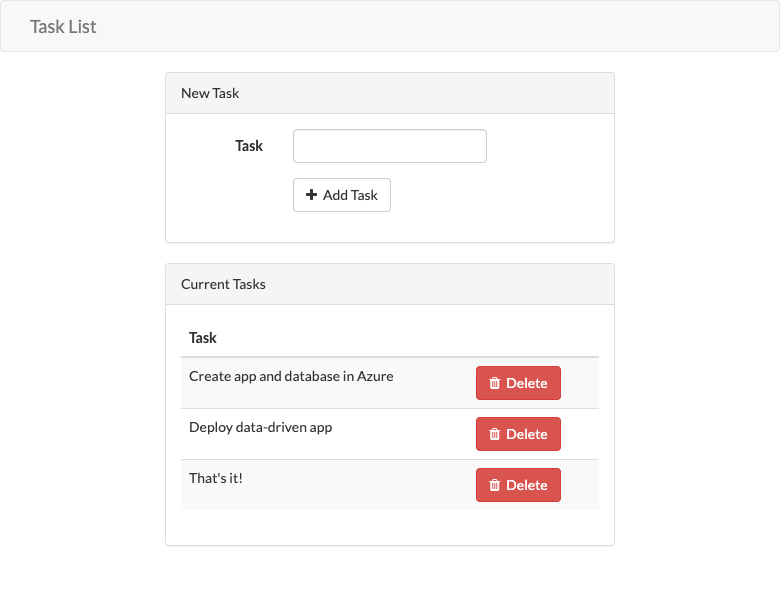 Task List
New Task
Task
Add Task
Current Tasks
Task
Create app and database in Azure Delete
Deploy data-driven app Delete
That's it! Delete